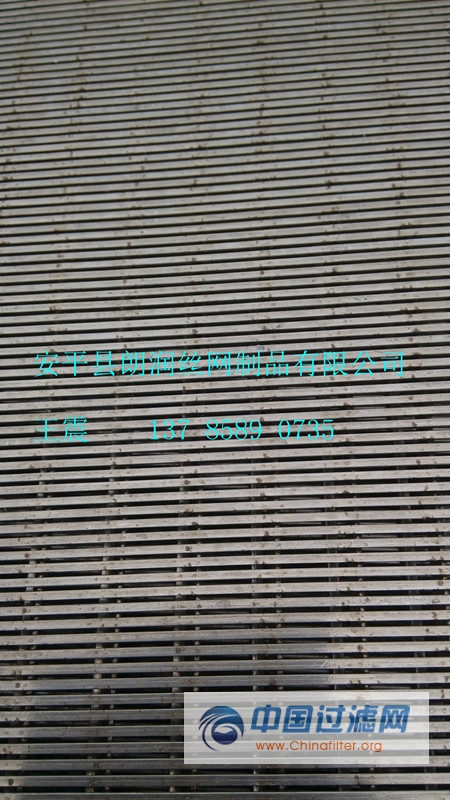 安平县朗润丝网制品有限公司
王震 137 8589 0735
中国过滤网
www.Chinafilter.org